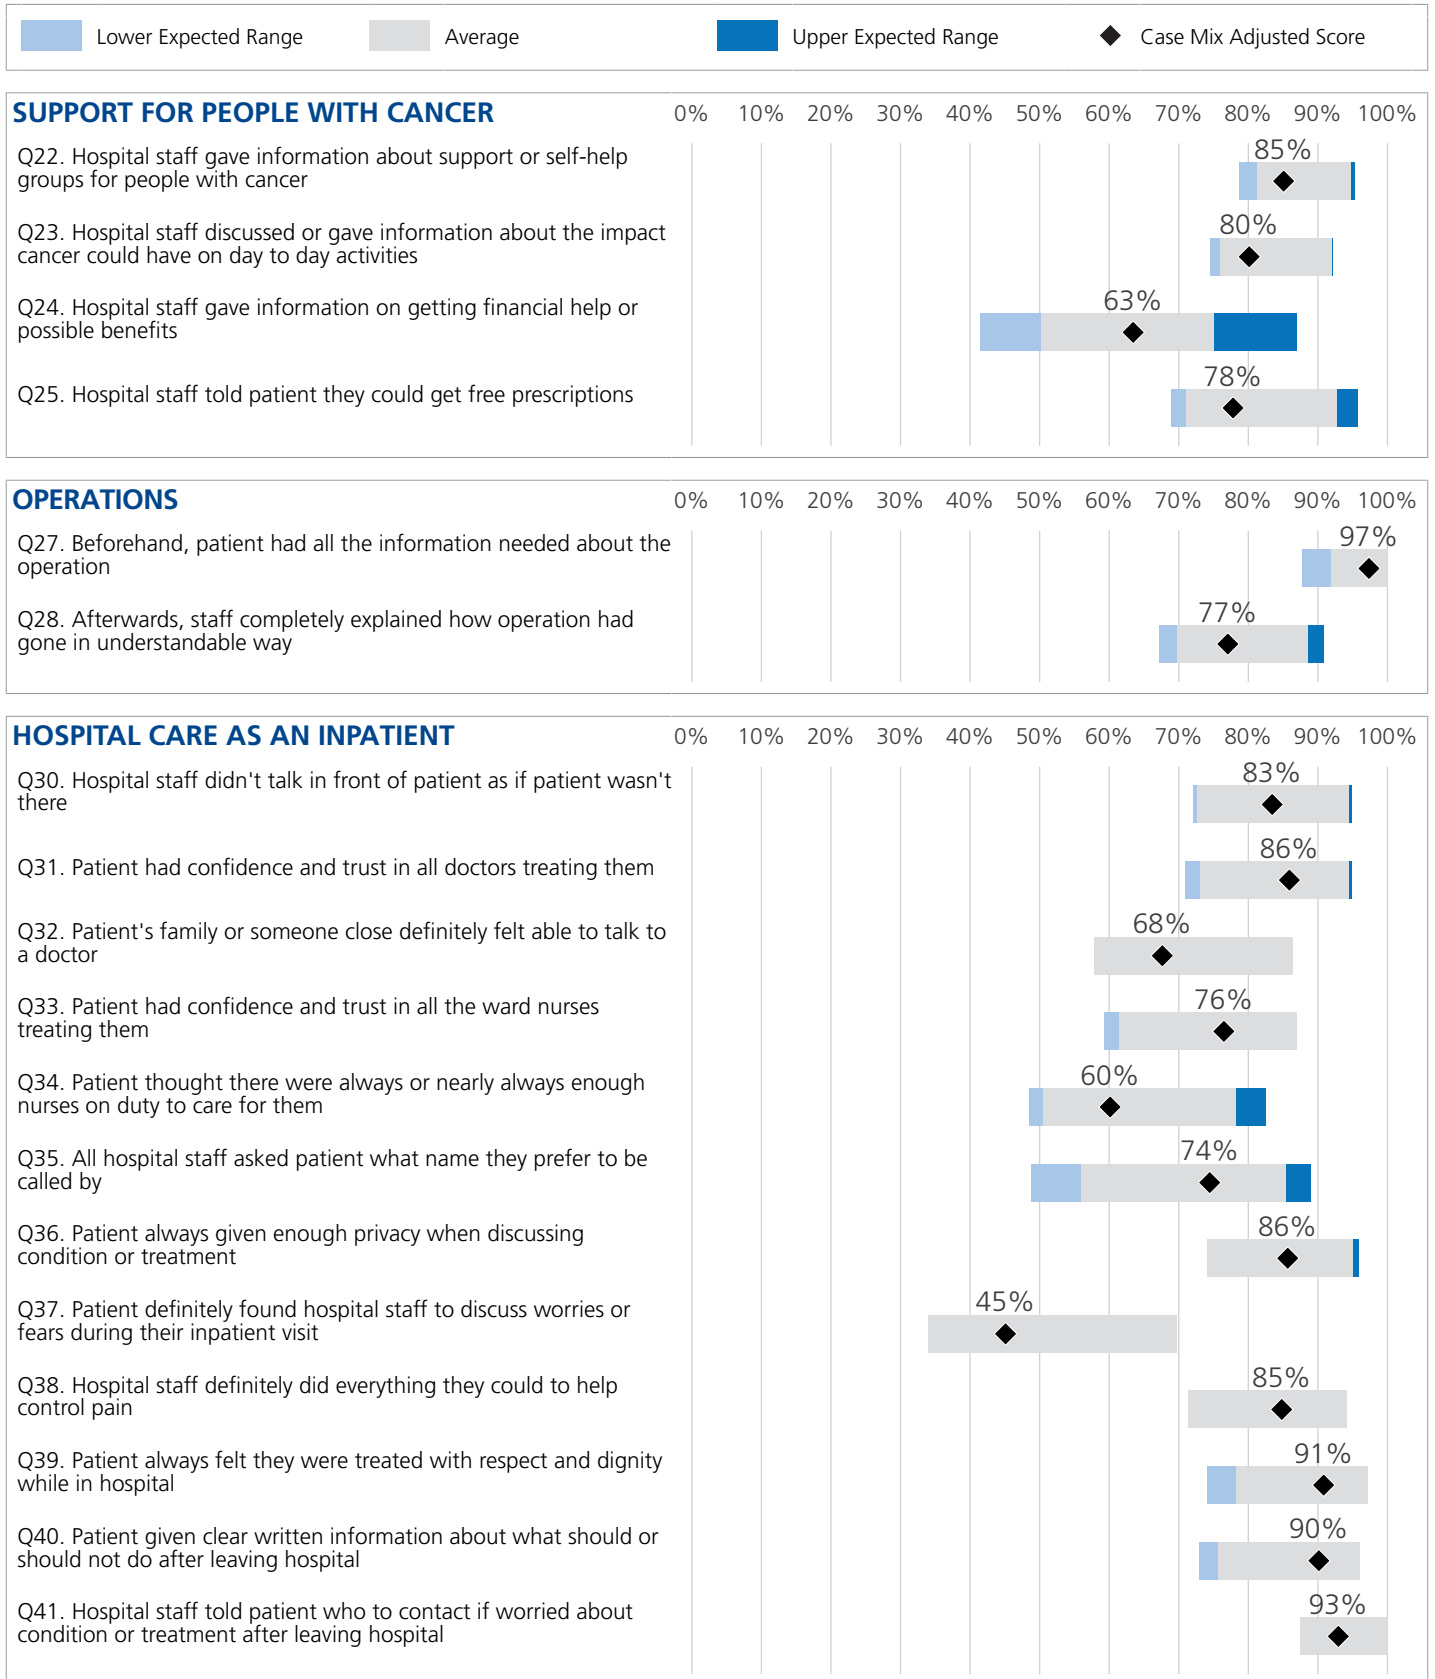 Lower Expected Range Average Upper Expected Range Case Mix Adjusted Score
SUPPORT FOR PEOPLE WITH CANCER 0% 10% 20% 30% 40% 50% 60% 70% 80% 90% 100%
Q22. Hospital staff gave information about support or self-help
groups for people with cancer
85%
Q23. Hospital staff discussed or gave information about the impact
cancer could have on day to day activities
80%
Q24. Hospital staff gave information on getting financial help or
possible benefits
63%
Q25. Hospital staff told patient they could get free prescriptions
78%
OPERATIONS 0% 10% 20% 30% 40% 50% 60% 70% 80% 90% 100%
Q27. Beforehand, patient had all the information needed about the
operation
97%
Q28. Afterwards, staff completely explained how operation had
gone in understandable way
77%
HOSPITAL CARE AS AN INPATIENT 0% 10% 20% 30% 40% 50% 60% 70% 80% 90% 100%
Q30. Hospital staff didn't talk in front of patient as if patient wasn't
there
83%
Q31. Patient had confidence and trust in all doctors treating them
86%
Q32. Patient's family or someone close definitely felt able to talk to
a doctor
68%
Q33. Patient had confidence and trust in all the ward nurses
treating them
76%
Q34. Patient thought there were always or nearly always enough
nurses on duty to care for them
60%
Q35. All hospital staff asked patient what name they prefer to be
called by
74%
Q36. Patient always given enough privacy when discussing
condition or treatment
86%
Q37. Patient definitely found hospital staff to discuss worries or
fears during their inpatient visit
45%
Q38. Hospital staff definitely did everything they could to help
control pain
85%
Q39. Patient always felt they were treated with respect and dignity
while in hospital
91%
Q40. Patient given clear written information about what should or
should not do after leaving hospital
90%
Q41. Hospital staff told patient who to contact if worried about
condition or treatment after leaving hospital
93%